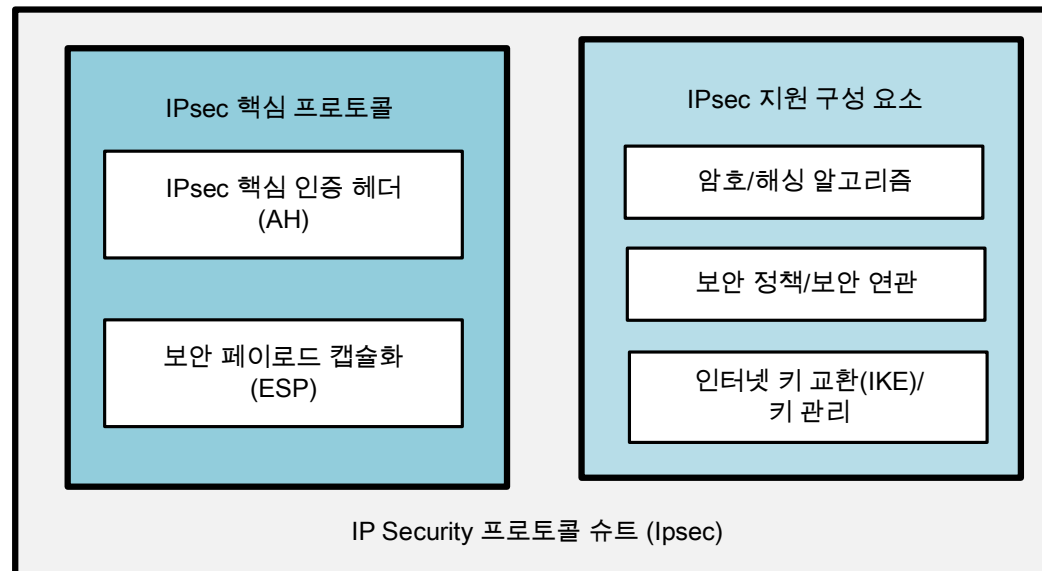 IPsec 핵심 프로토콜
IPsec 핵심 인증 헤더
(AH)
보안 페이로드 캡슐화
(ESP)
IPsec 지원 구성 요소
암호/해싱 알고리즘
보안 정책/보안 연관
인터넷 키 교환(IKE)/
키 관리
IP Security 프로토콜 슈트 (Ipsec)